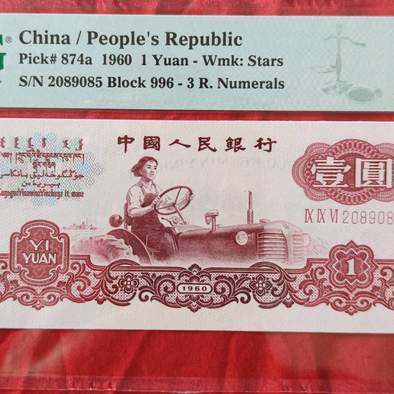 China / People's Republic
Pick# 874a 1960 1 Yuan - Wmk: Stars
S/N 2089085 Block 996 - 3 R. Numerals
中國人民銀行
壹圓
ⅨⅨⅥ 208908
YI
YUAN
1
1960